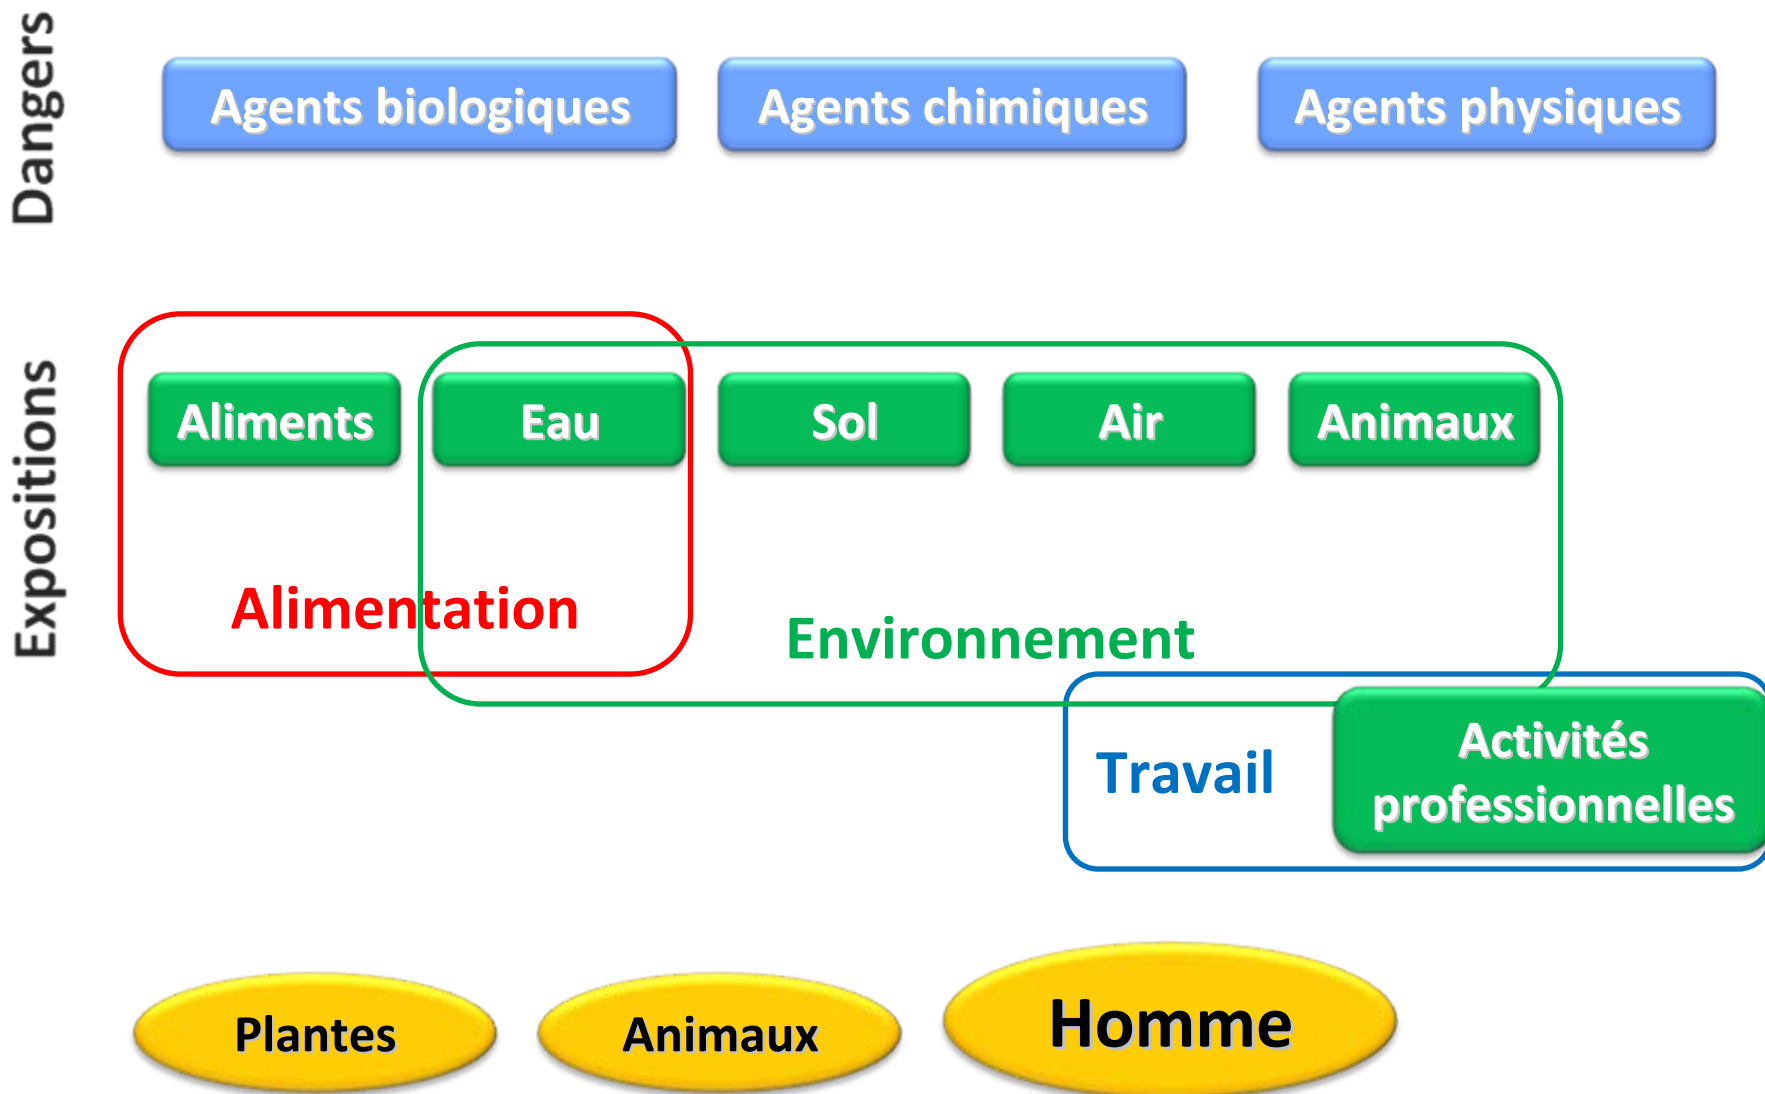 Dangers
Agents biologiques
Agents chimiques
Agents physiques
Expositions
Aliments
Eau
Sol
Air
Animaux
Alimentation
Environnement
Travail
Activités
professionnelles
Plantes
Animaux
Homme